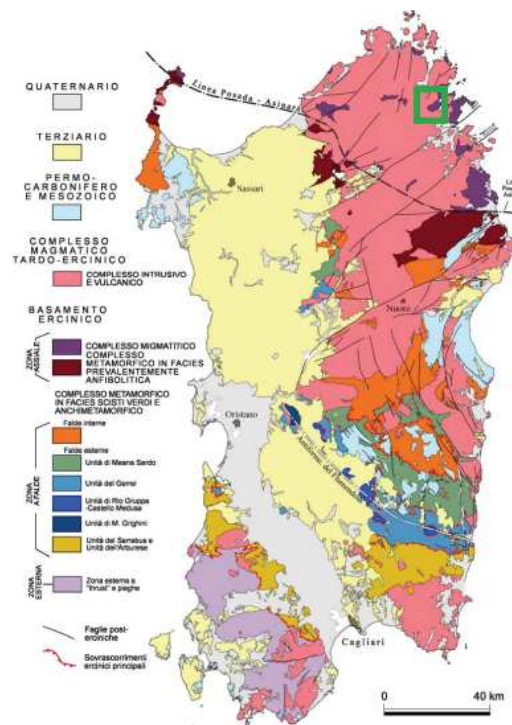 QUATERNARIO
TERZIARIO
PERMO-
CARBONIFERO
E MESOZOICO
COMPLESSO
MAGMATICO
TARDO-ERCINICO
COMPLESSO INTRUSIVO
E VULCANICO
BASAMENTO
ERCINICO
ZONA
ASSIALE
COMPLESSO MIGMATITICO
COMPLESSO
METAMORFICO IN FACIES
PREVALENTEMENTE
ANFIBOLITICA
COMPLESSO METAMORFICO
IN FACIES SCISTI VERDI E
ANCHIMETAMORFICO
ZONA
A FALDE
Falde interne
Falde esterne
Unità di Meana Sardo
Unità del Gerrei
Unità di Rio Gruppa
-Castello Medusa
Unità di M. Grighini
Unità del Sarrabus e
Unità dell'Arburese
ZONA
ESTERNA
Zona esterna a
"thrust" e pieghe
Faglie post-
erciniche
Sovrascorrimenti
ercinici principali
Linea Posada - Asinara
Sassari
Nuoro
Oristano
Antiforme del Flumendosa
Cagliari
0 40 km